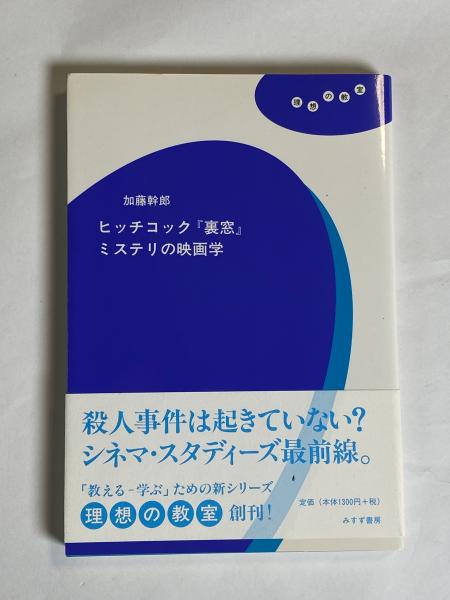 理想の教室
加藤幹郎
ヒッチコック『裏窓』
ミステリの映画学
殺人事件は起きていない?
シネマ・スタディーズ最前線。
「教える−学ぶ」ための新シリーズ
理想の教室 創刊!
定価(本体1300円+税)
みすず書房